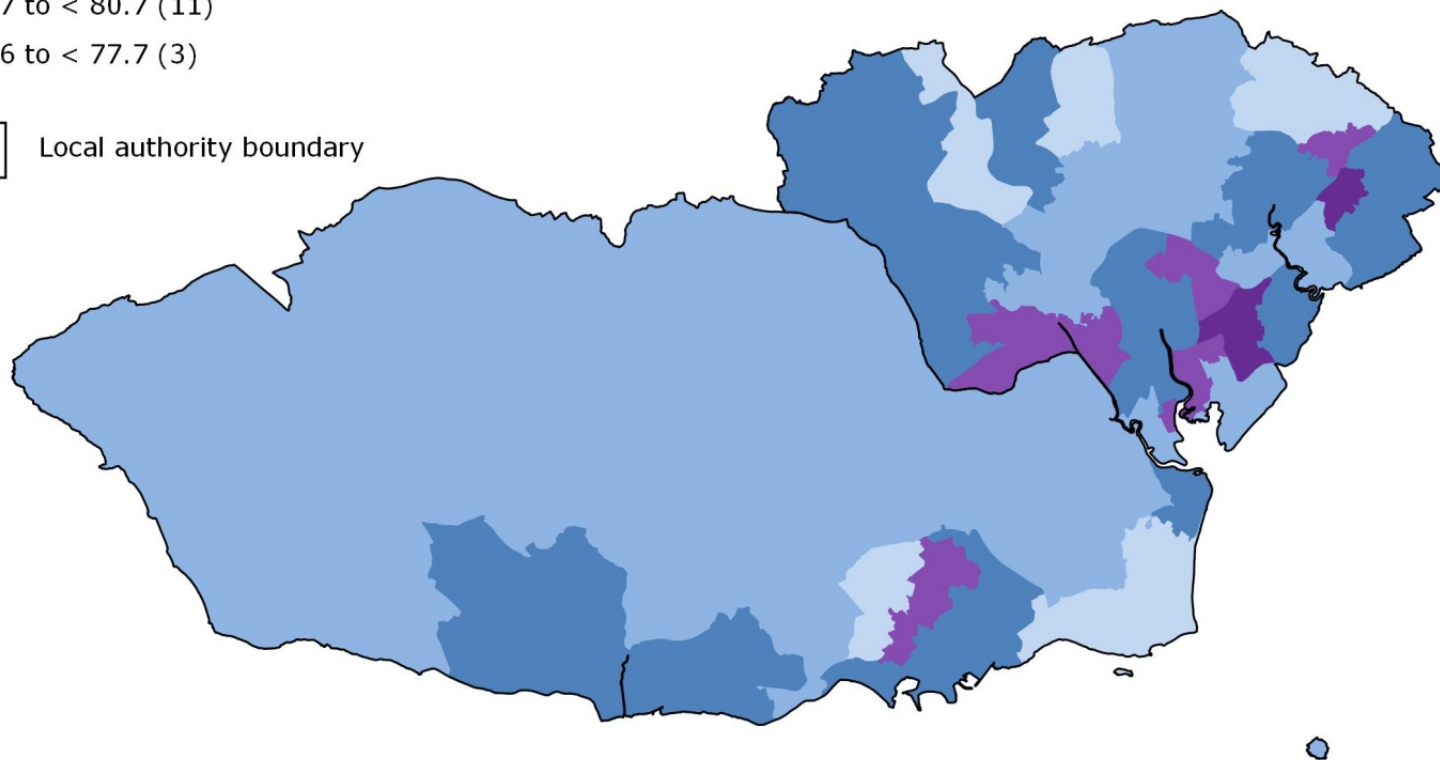 7 to < 80.7 (11)
6 to < 77.7 (3)
Local authority boundary